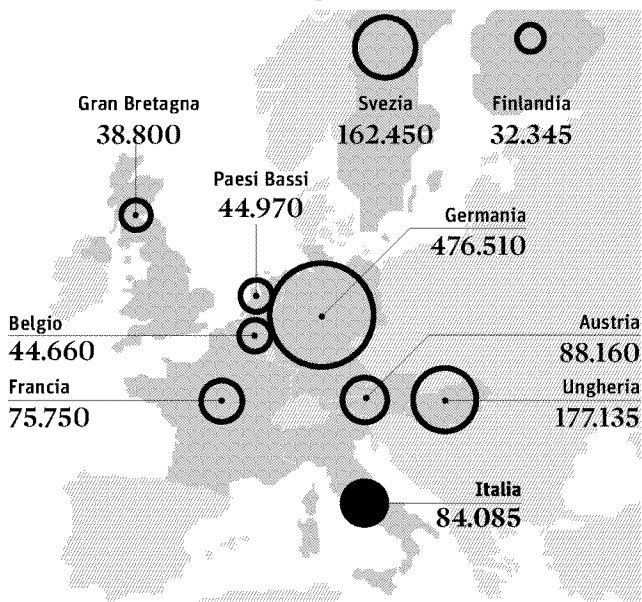 Svezia
162.450
Finlandia
32.345
Gran Bretagna
38.800
Paesi Bassi
44.970
Germania
476.510
Belgio
44.660
Austria
88.160
Francia
75.750
Ungheria
177.135
Italia
84.085